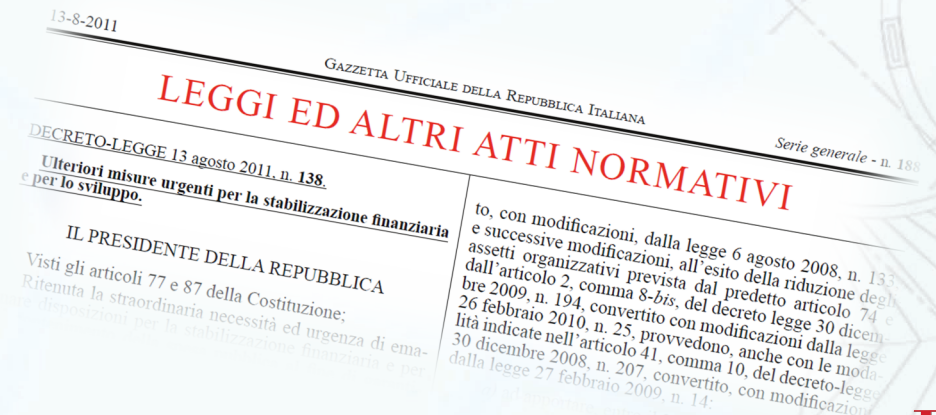 13-8-2011
GAZZETTA UFFICIALE DELLA REPUBBLICA ITALIANA
Serie generale - n. 188
LEGGI ED ALTRI ATTI NORMATIVI
DECRETO-LEGGE 13 agosto 2011, n. 138.
Ulteriori misure urgenti per la stabilizzazione finanziaria
e per lo sviluppo.
IL PRESIDENTE DELLA REPUBBLICA
Visti gli articoli 77 e 87 della Costituzione;
Ritenuta la straordinaria necessità ed urgenza di ema-
disposizioni per la stabilizzazione finanziaria e per
to, con modificazioni, dalla legge 6 agosto 2008, n. 133,
e successive modificazioni, all'esito della riduzione degli
assetti organizzativi prevista dal predetto articolo 74 e
dall'articolo 2, comma 8-bis, del decreto legge 30 dicem-
bre 2009, n. 194, convertito con modificazioni dalla legge
26 febbraio 2010, n. 25, provvedono, anche con le moda-
lità indicate nell'articolo 41, comma 10, del decreto-legge
30 dicembre 2008, n. 207, convertito, con modificazioni
dalla legge 27 febbraio 2009, n. 14: